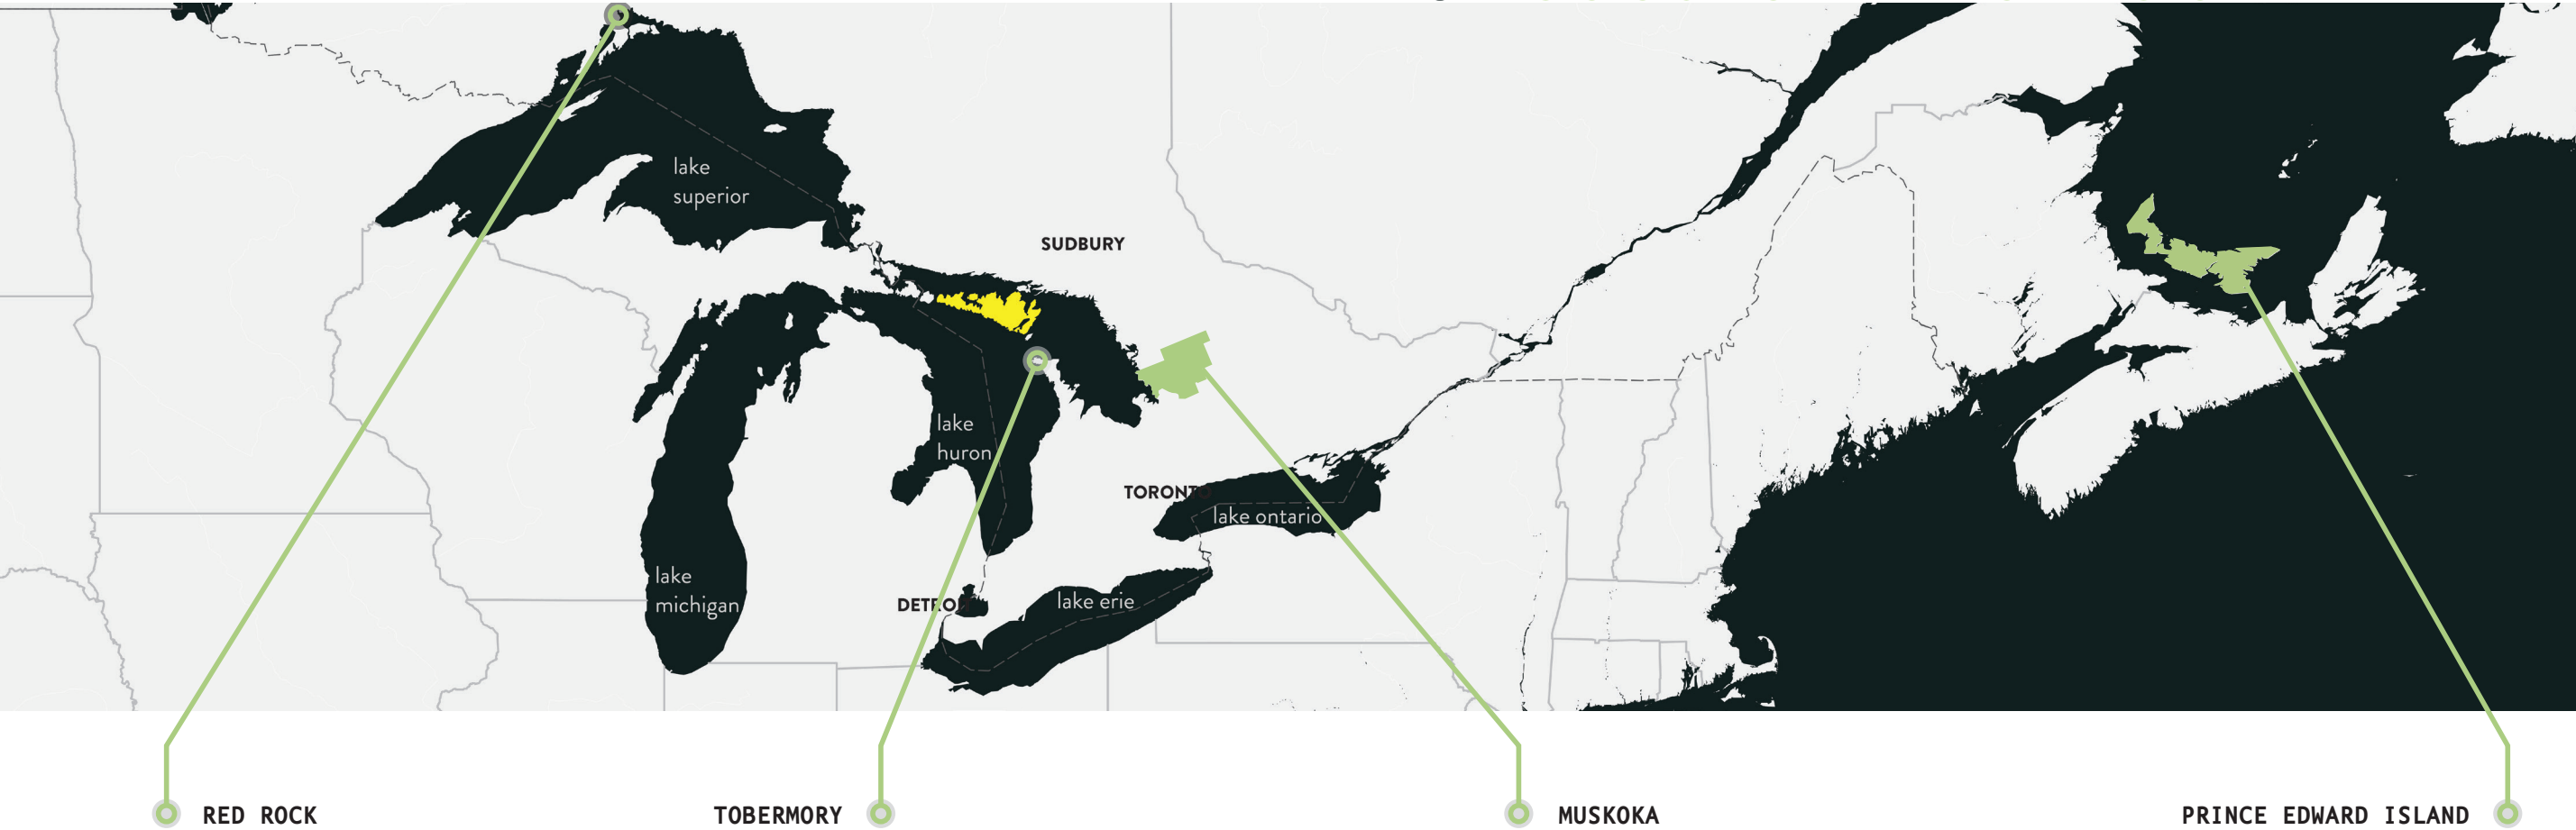 lake
superior
SUDBURY
lake
huron
TORONTO
lake ontario
lake
michigan
DETROIT
lake erie
RED ROCK
TOBERMORY
MUSKOKA
PRINCE EDWARD ISLAND